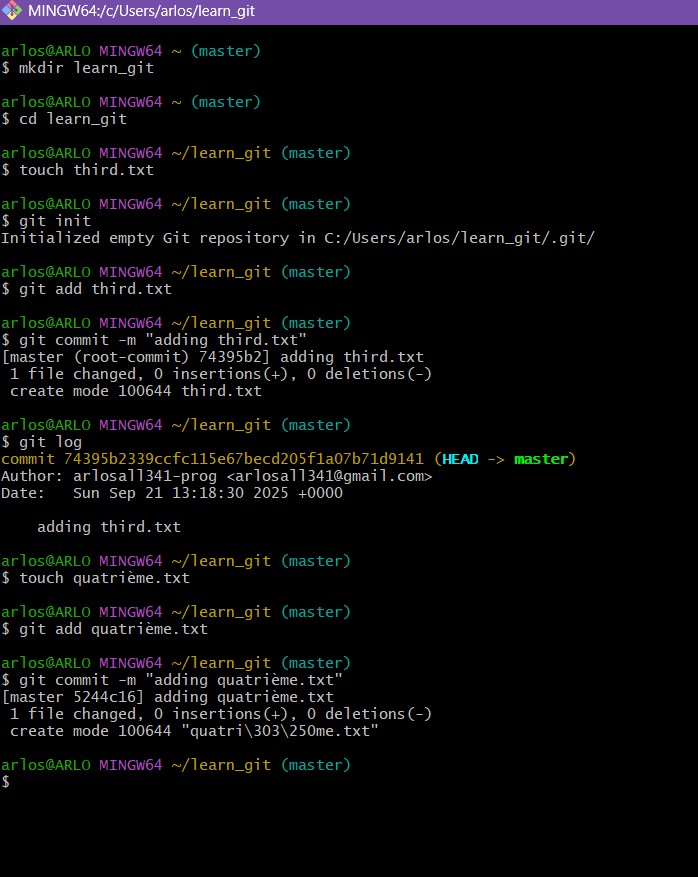 MINGW64:/c/Users/arlos/learn_git
arlos@ARLO MINGW64 ~ (master)
$ mkdir learn_git
arlos@ARLO MINGW64 ~ (master)
$ cd learn_git
arlos@ARLO MINGW64 ~/learn_git (master)
$ touch third.txt
arlos@ARLO MINGW64 ~/learn_git (master)
$ git init
Initialized empty Git repository in C:/Users/arlos/learn_git/.git/
arlos@ARLO MINGW64 ~/learn_git (master)
$ git add third.txt
arlos@ARLO MINGW64 ~/learn_git (master)
$ git commit -m "adding third.txt"
[master (root-commit) 74395b2] adding third.txt
 1 file changed, 0 insertions(+), 0 deletions(-)
 create mode 100644 third.txt
arlos@ARLO MINGW64 ~/learn_git (master)
$ git log
commit 74395b2339ccfc115e67becd205f1a07b71d9141 (HEAD -> master)
Author: arlosall341-prog <arlosall341@gmail.com>
Date:   Sun Sep 21 13:18:30 2025 +0000
    adding third.txt
arlos@ARLO MINGW64 ~/learn_git (master)
$ touch quatrième.txt
arlos@ARLO MINGW64 ~/learn_git (master)
$ git add quatrième.txt
arlos@ARLO MINGW64 ~/learn_git (master)
$ git commit -m "adding quatrième.txt"
[master 5244c16] adding quatrième.txt
 1 file changed, 0 insertions(+), 0 deletions(-)
 create mode 100644 "quatri\303\250me.txt"
arlos@ARLO MINGW64 ~/learn_git (master)
$